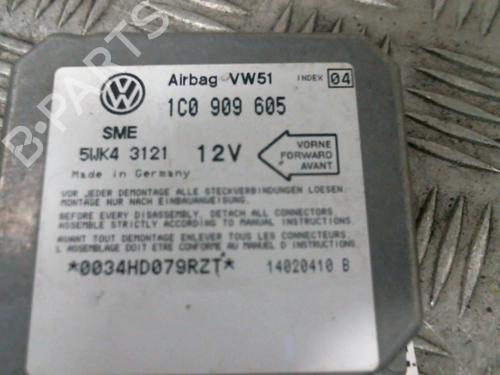 B-PARTS
Airbag VW51 INDEX 04
1C0 909 605
SME
5WK4 3121 12V
VORNE
FORWARD
AVANT
Made in Germany
VOR JEDER DEMONTAGE ALLE STECKVERBINDUNGEN LOESEN.
MONTAGE NUR NACH EINBAUANWEISUNG.
BEFORE EVERY DISASSEMBLY, DETACH ALL CONNECTORS.
ASSEMBLE STRICTLY ACCORDING TO MANUAL INSTRUCTIONS.
AVANT TOUT DEMONTAGE ENLEVER TOUS LES CONNECTEURS.
L ASSEMBLAGE DOIT ETRE CONFORME AU MANUEL D INSTRUCTIONS
*0034HD079RZT* 14020410 B